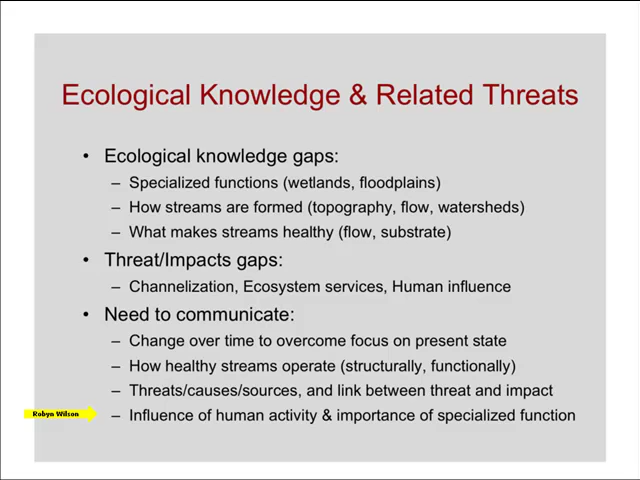 Ecological Knowledge & Related Threats
• Ecological knowledge gaps:
– Specialized functions (wetlands, floodplains)
– How streams are formed (topography, flow, watersheds)
– What makes streams healthy (flow, substrate)
• Threat/Impacts gaps:
– Channelization, Ecosystem services, Human influence
• Need to communicate:
– Change over time to overcome focus on present state
– How healthy streams operate (structurally, functionally)
– Threats/causes/sources, and link between threat and impact
Robyn Wilson – Influence of human activity & importance of specialized function